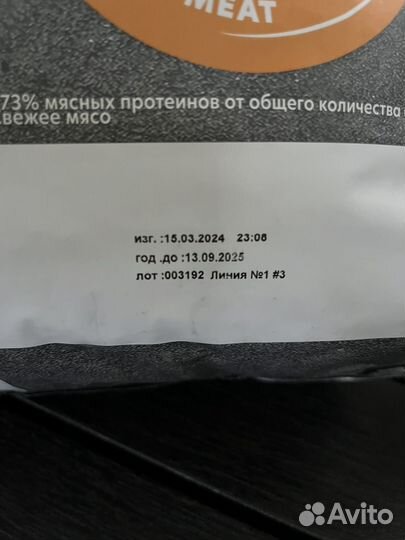 MEAT
73% мясных протеинов от общего количества
свежее мясо
изг. :15.03.2024 23:08
год .до :13.09.2025
лот :003192 Линия №1 #3
Avito